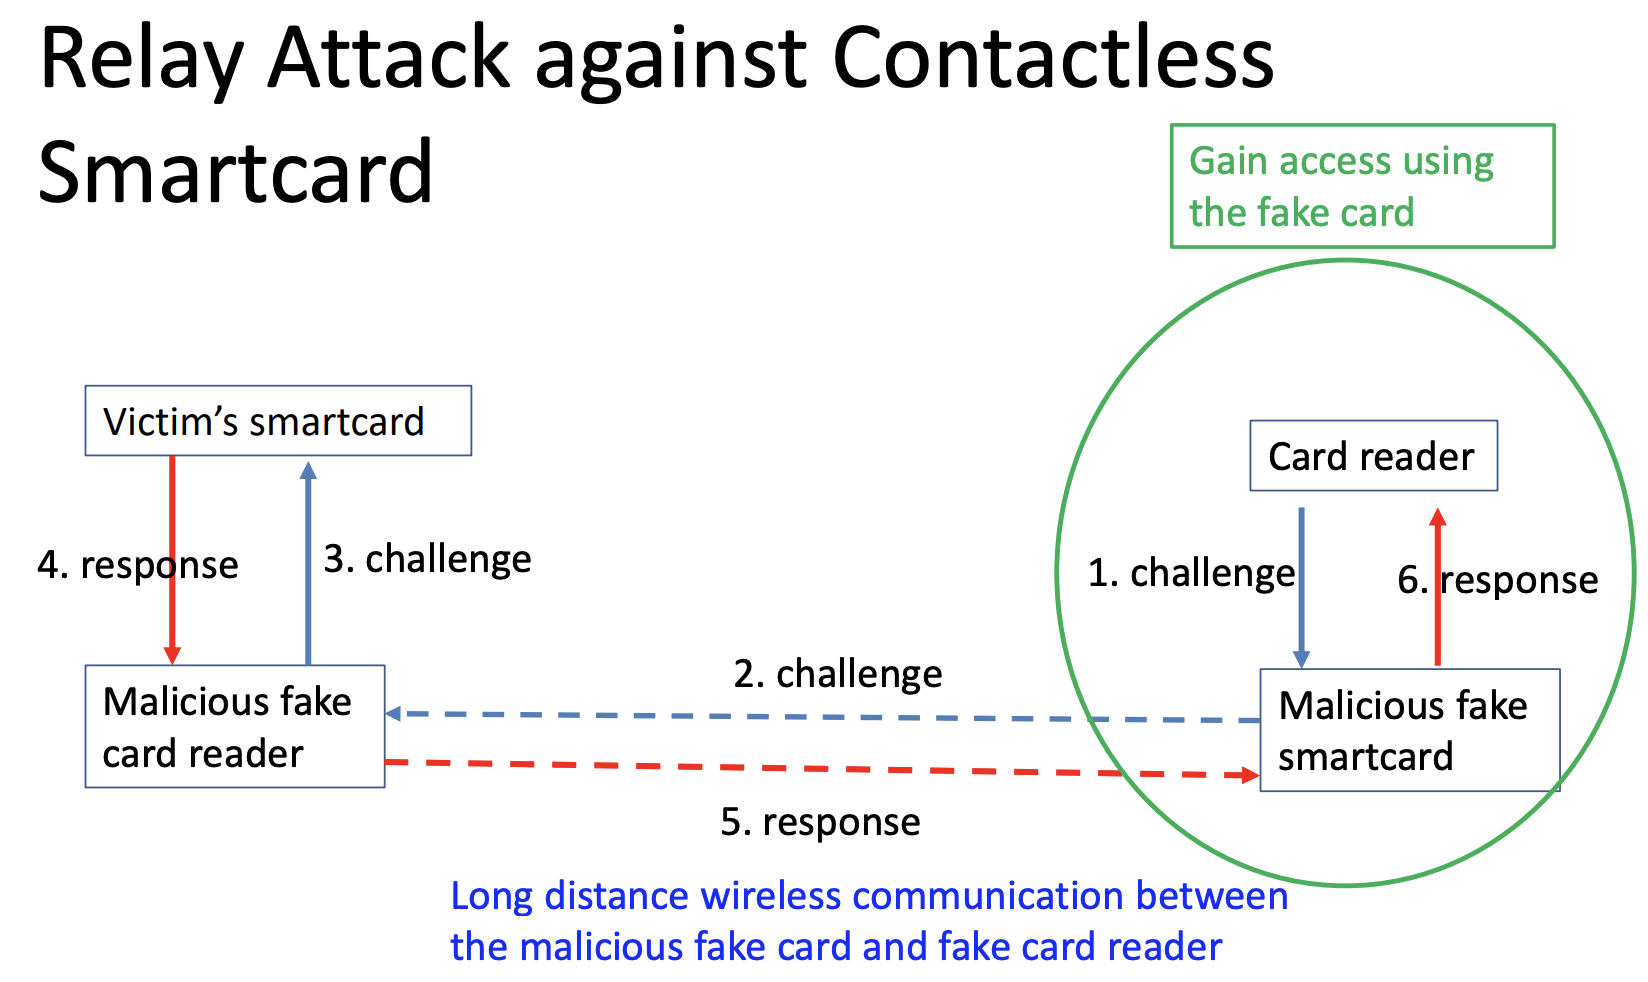 Relay Attack against Contactless
Smartcard
Gain access using
the fake card
Victim’s smartcard
Card reader
4. response
3. challenge
1. challenge
6. response
2. challenge
Malicious fake
card reader
Malicious fake
smartcard
5. response
Long distance wireless communication between
the malicious fake card and fake card reader